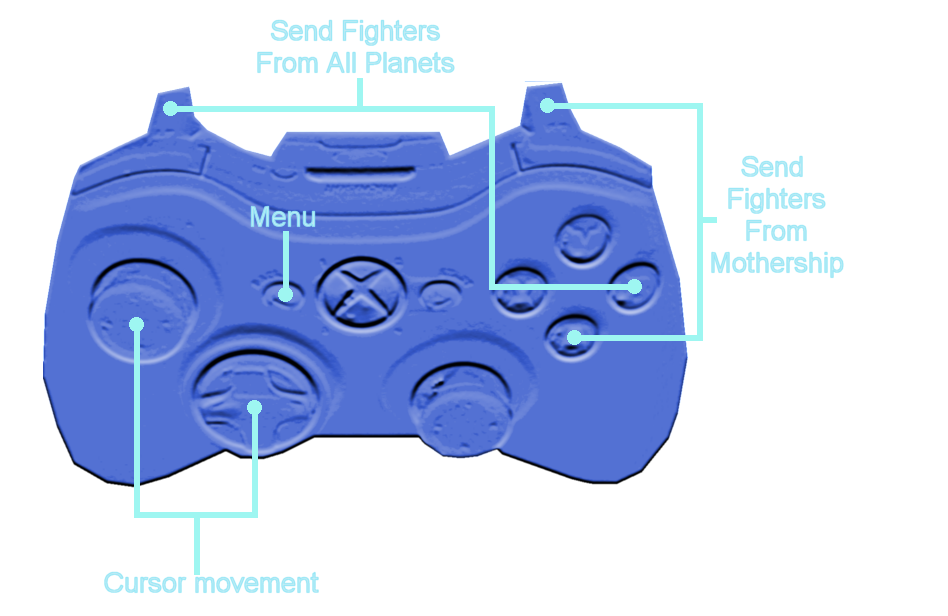 Send Fighters
From All Planets
Send
Fighters
From
Mothership
Menu
Y
Cursor movement